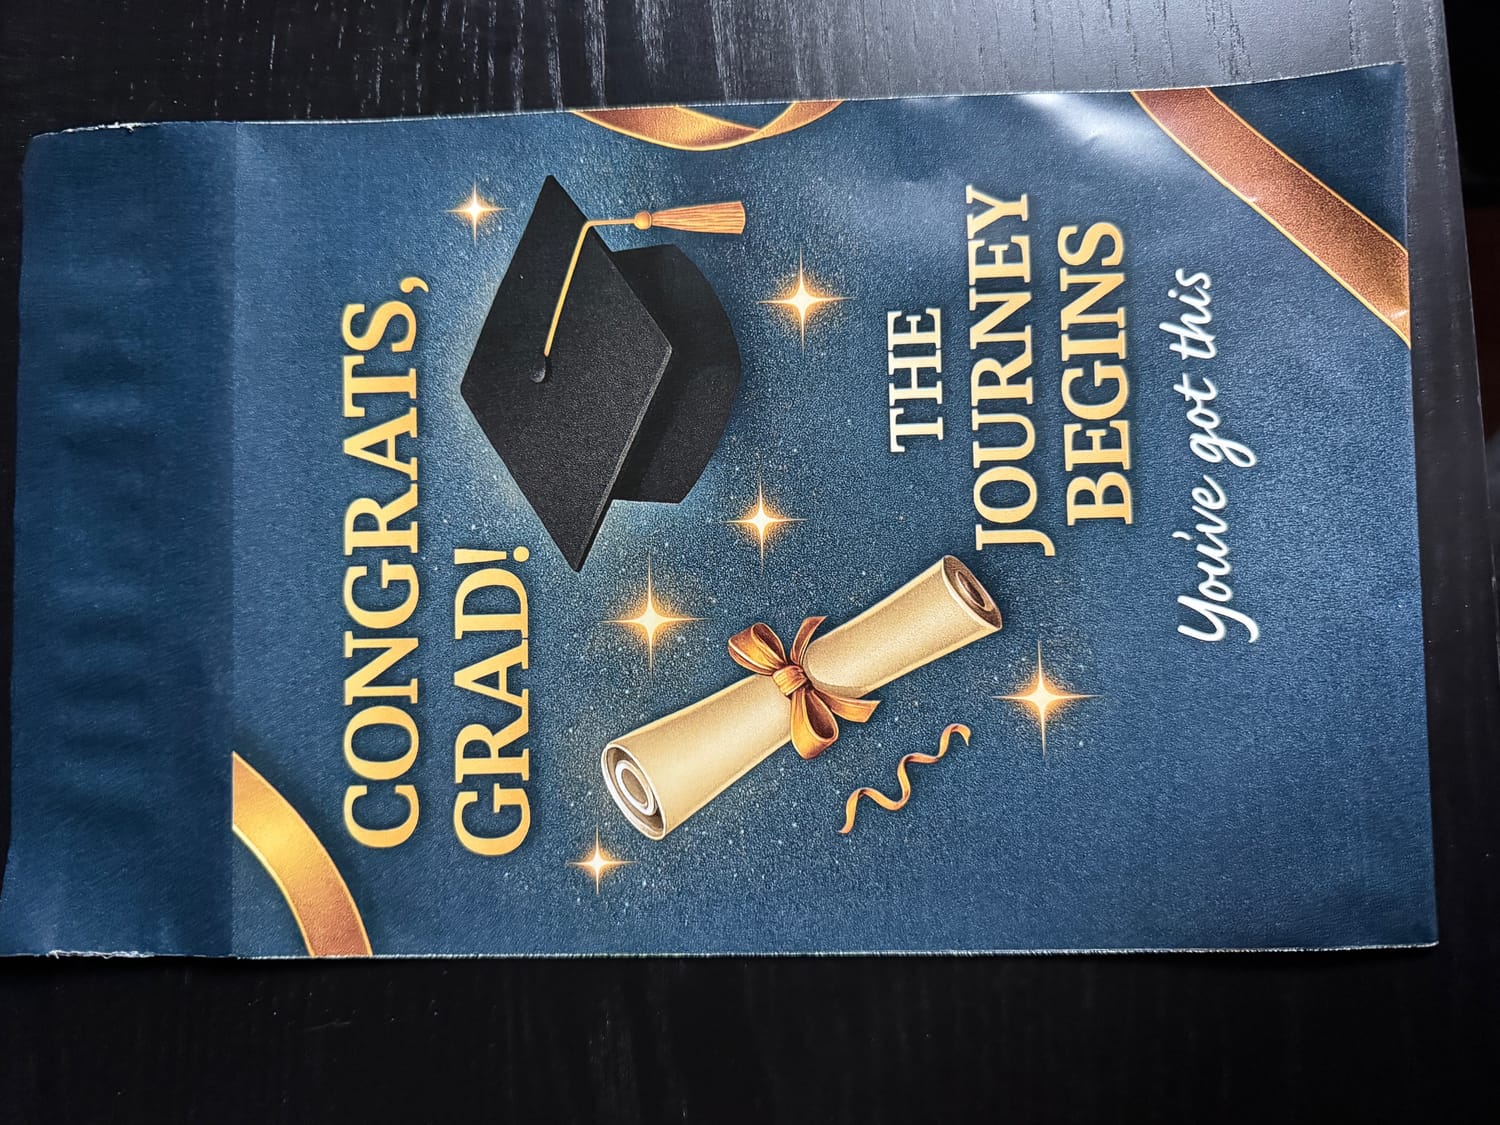 CONGRATS,
GRAD!
THE
JOURNEY
BEGINS
You've got this